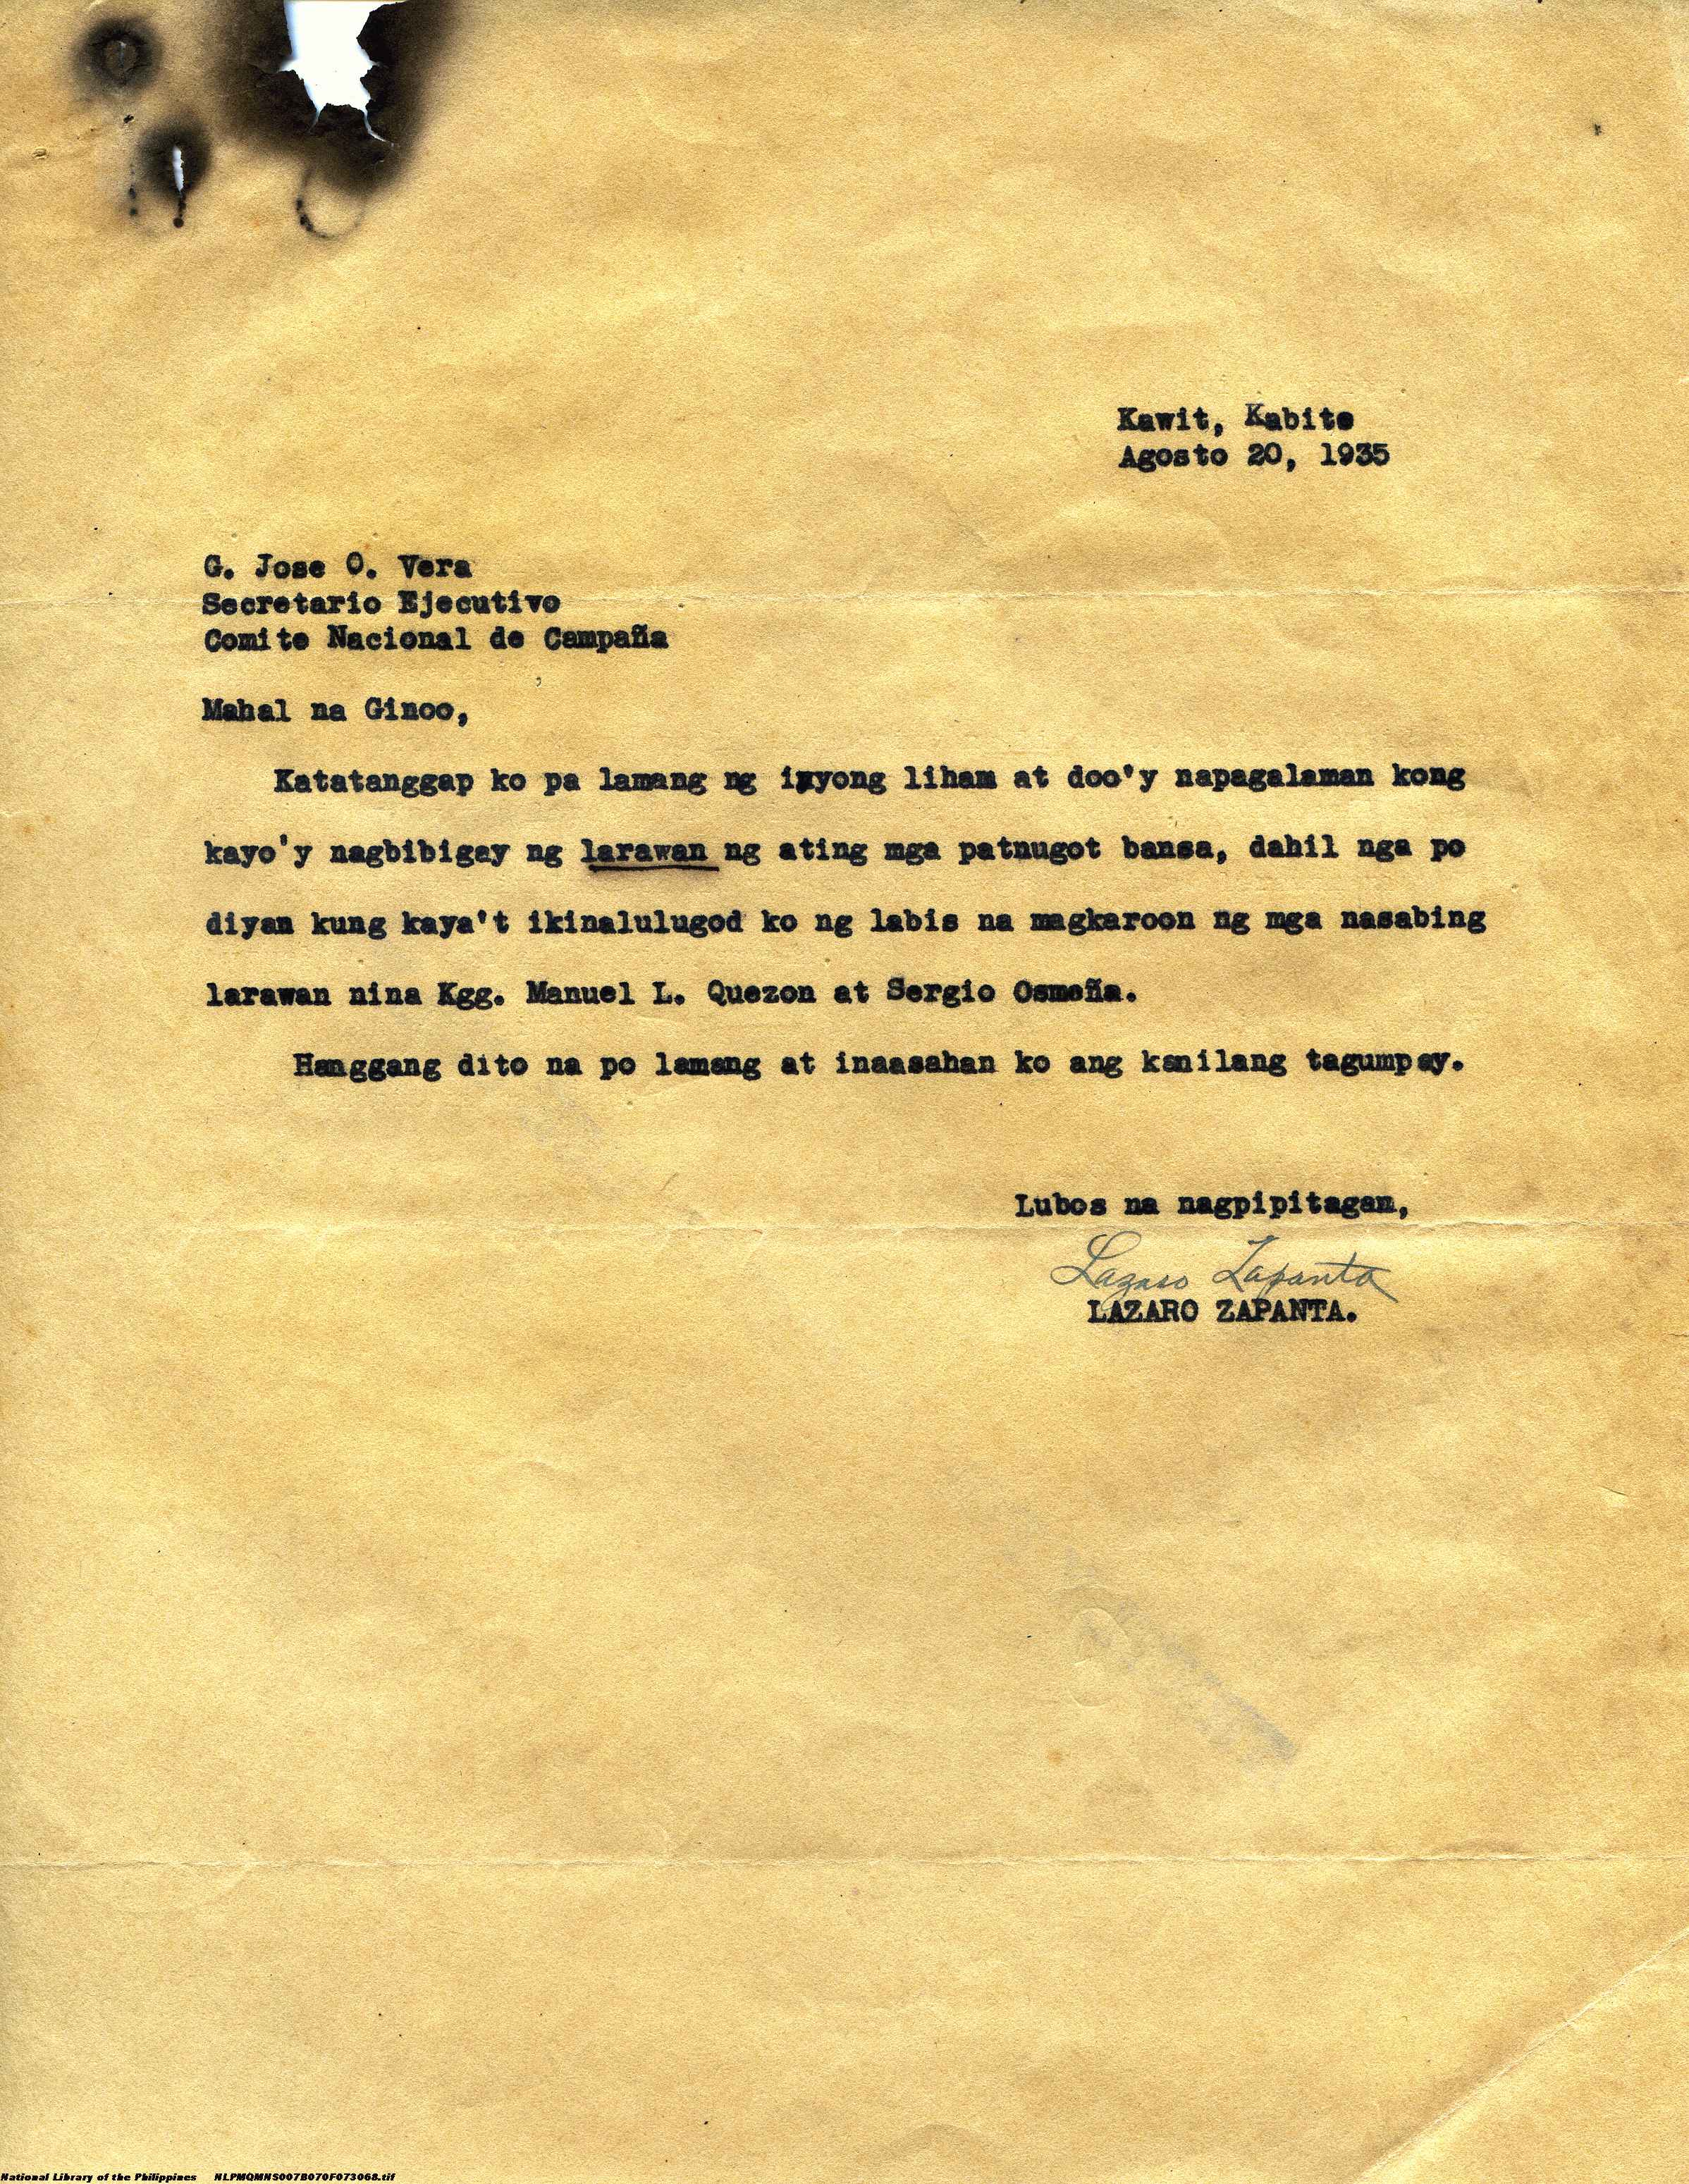 Kawit, Kabite
Agosto 20, 1935
G. Jose O. Vera
Secretario Ejecutivo
Comite Nacional de Campaña
Mahal na Ginoo,
Katatanggap ko pa lamang ng inyong liham at doo'y napagalaman kong
kayo'y nagbibigay ng larawan ng ating mga patnugot bansa, dahil nga po
diyan kung kaya't ikinalulugod ko ng labis na magkaroon ng mga nasabing
larawan nina Kgg. Manuel L. Quezon at Sergio Osmeña.
Hanggang dito na po lamang at inaasahan ko ang kanilang tagumpay.
Lubos na nagpipitagan,
Lazaro Zapanta
LAZARO ZAPANTA.
National Library of the Philippines NLPMQMNS007B070F073068.tif